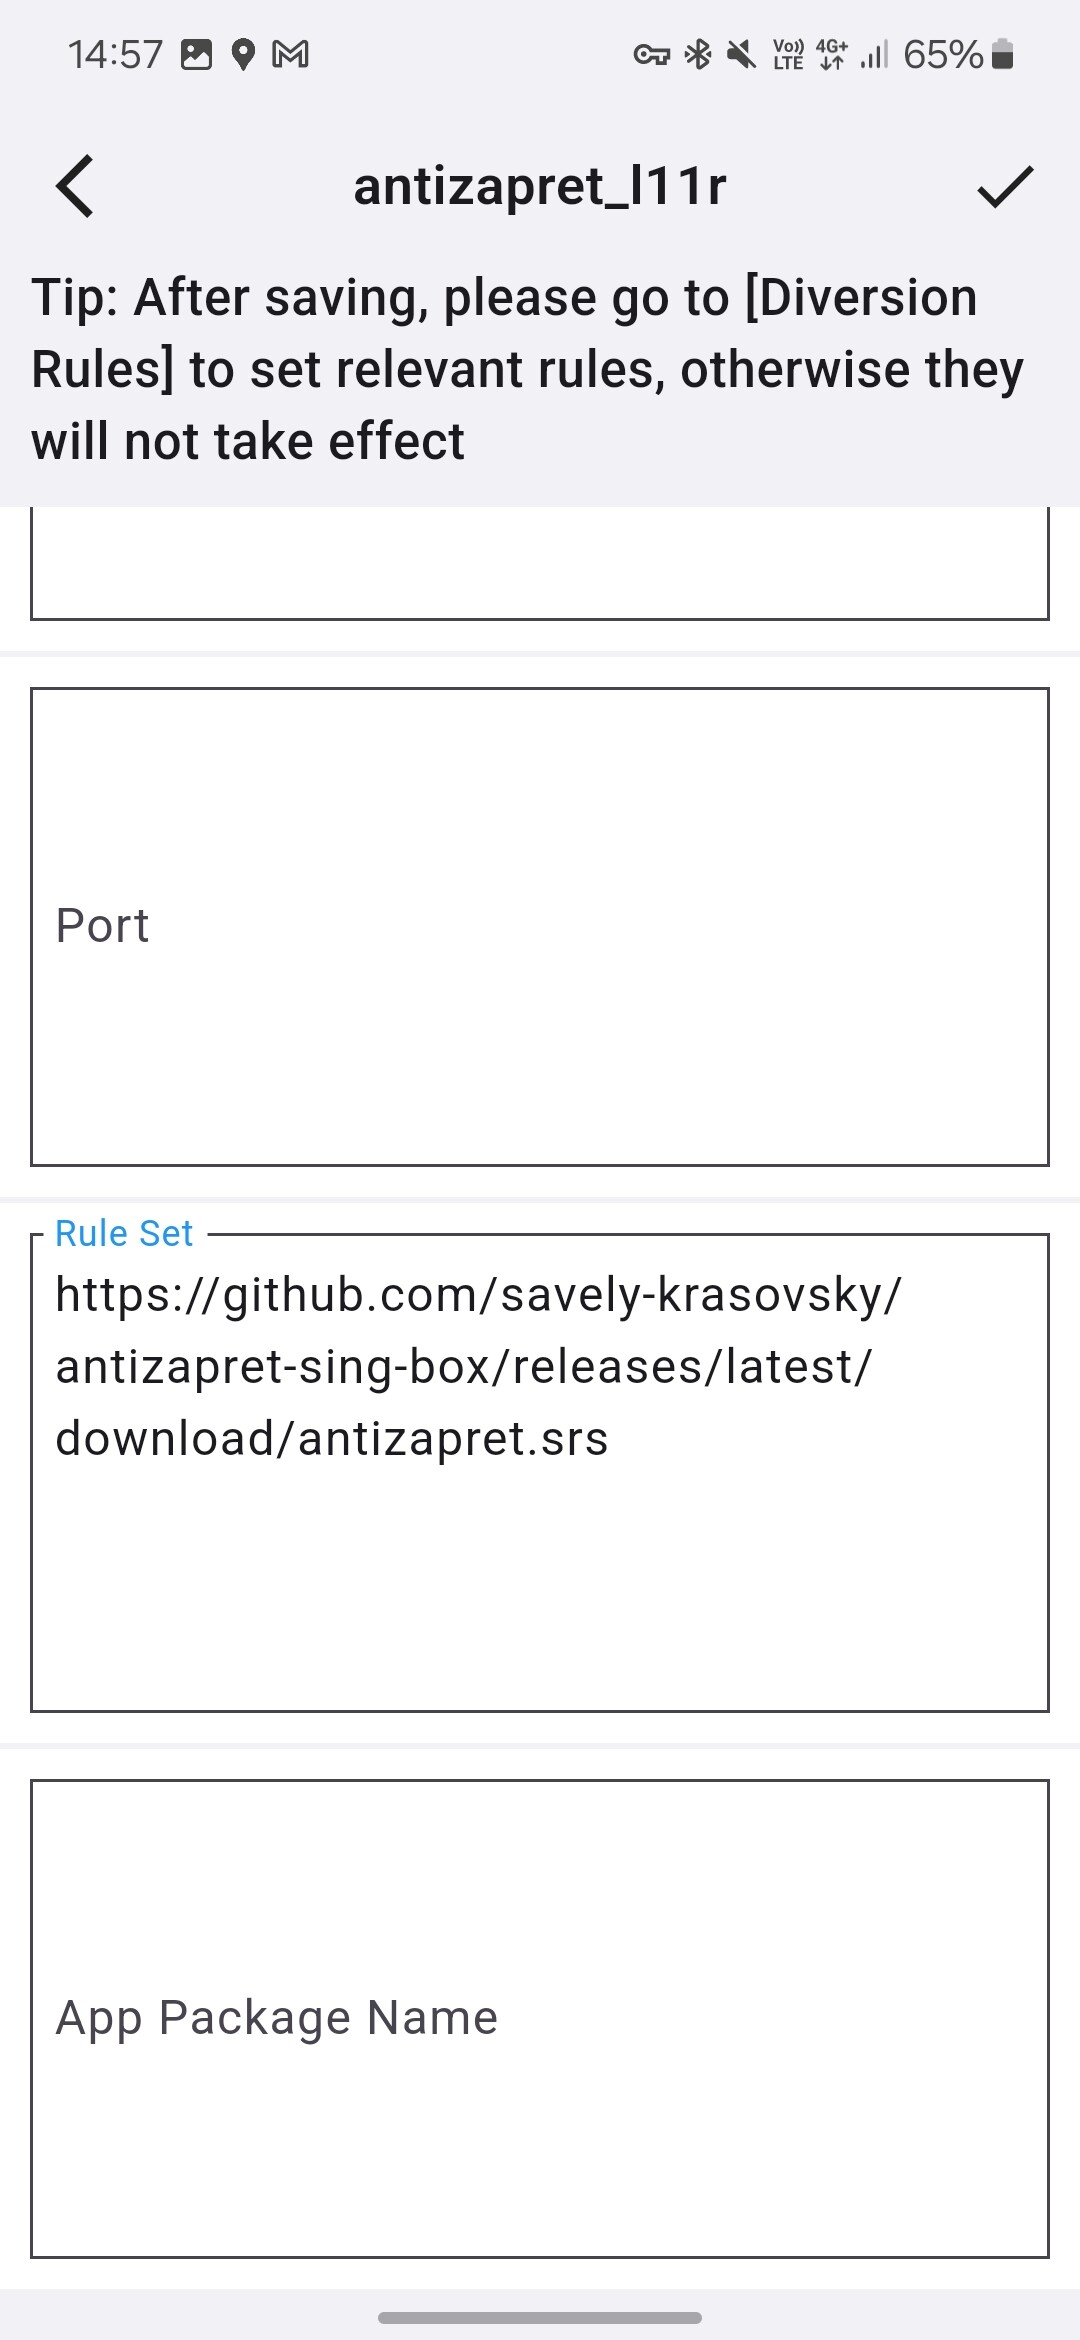 14:57
Vo)) LTE 4G+ 65%
antizapret_l11r
Tip: After saving, please go to [Diversion
Rules] to set relevant rules, otherwise they
will not take effect
Port
Rule Set
https://github.com/savely-krasovsky/
antizapret-sing-box/releases/latest/
download/antizapret.srs
App Package Name